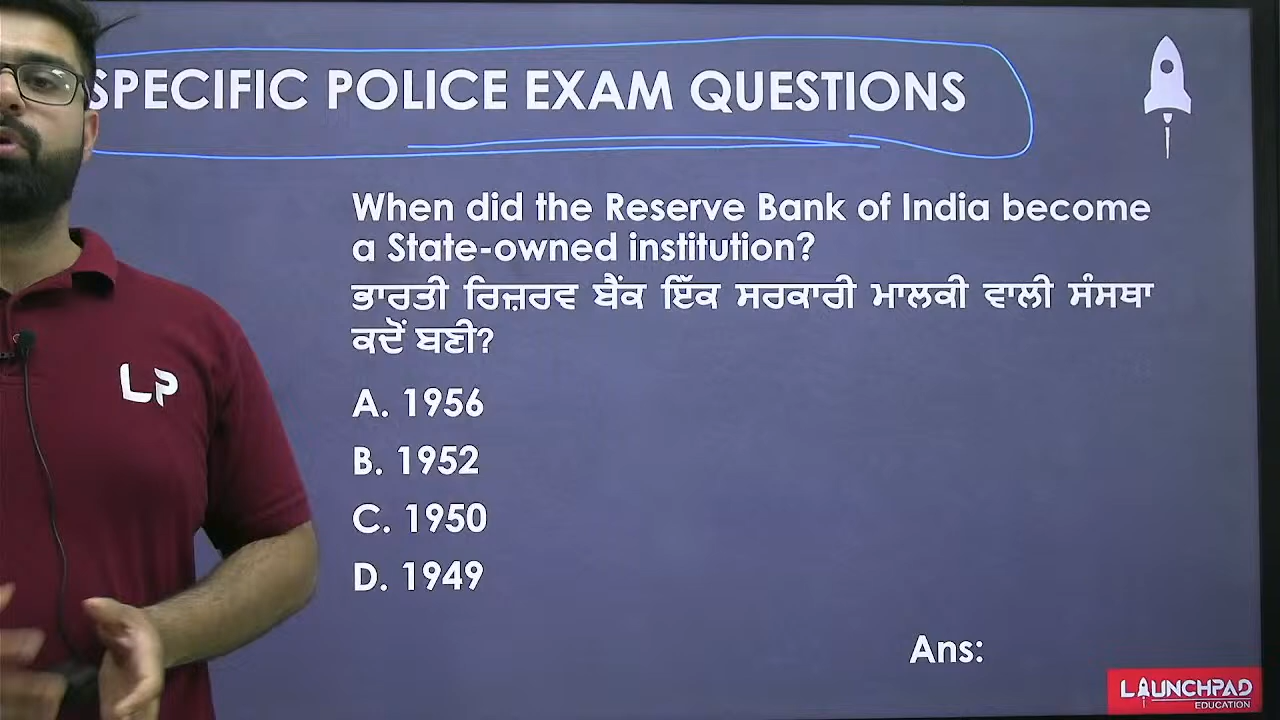 SPECIFIC POLICE EXAM QUESTIONS
When did the Reserve Bank of India become
a State-owned institution?
ਭਾਰਤੀ ਰਿਜ਼ਰਵ ਬੈਂਕ ਇੱਕ ਸਰਕਾਰੀ ਮਾਲਕੀ ਵਾਲੀ ਸੰਸਥਾ
ਕਦੋਂ ਬਣੀ?
A. 1956
B. 1952
C. 1950
D. 1949
Ans:
LP
LAUNCHPAD
EDUCATION